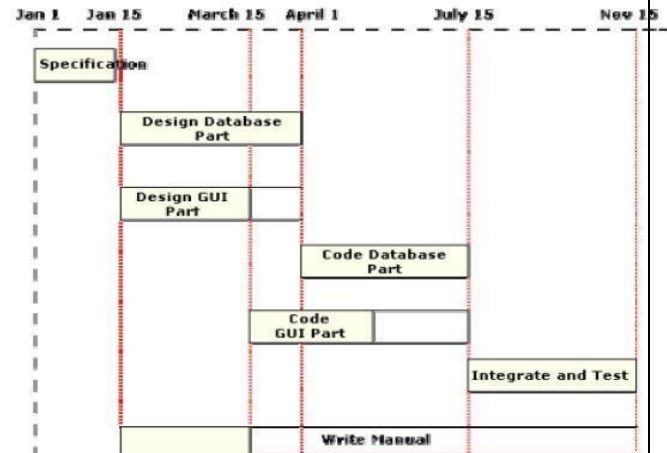 Jan 1 Jan 15 March 15 April 1 July 15 Nov 15
Specification
Design Database
Part
Design GUI
Part
Code Database
Part
Code
GUI Part
Integrate and Test
Write Manual